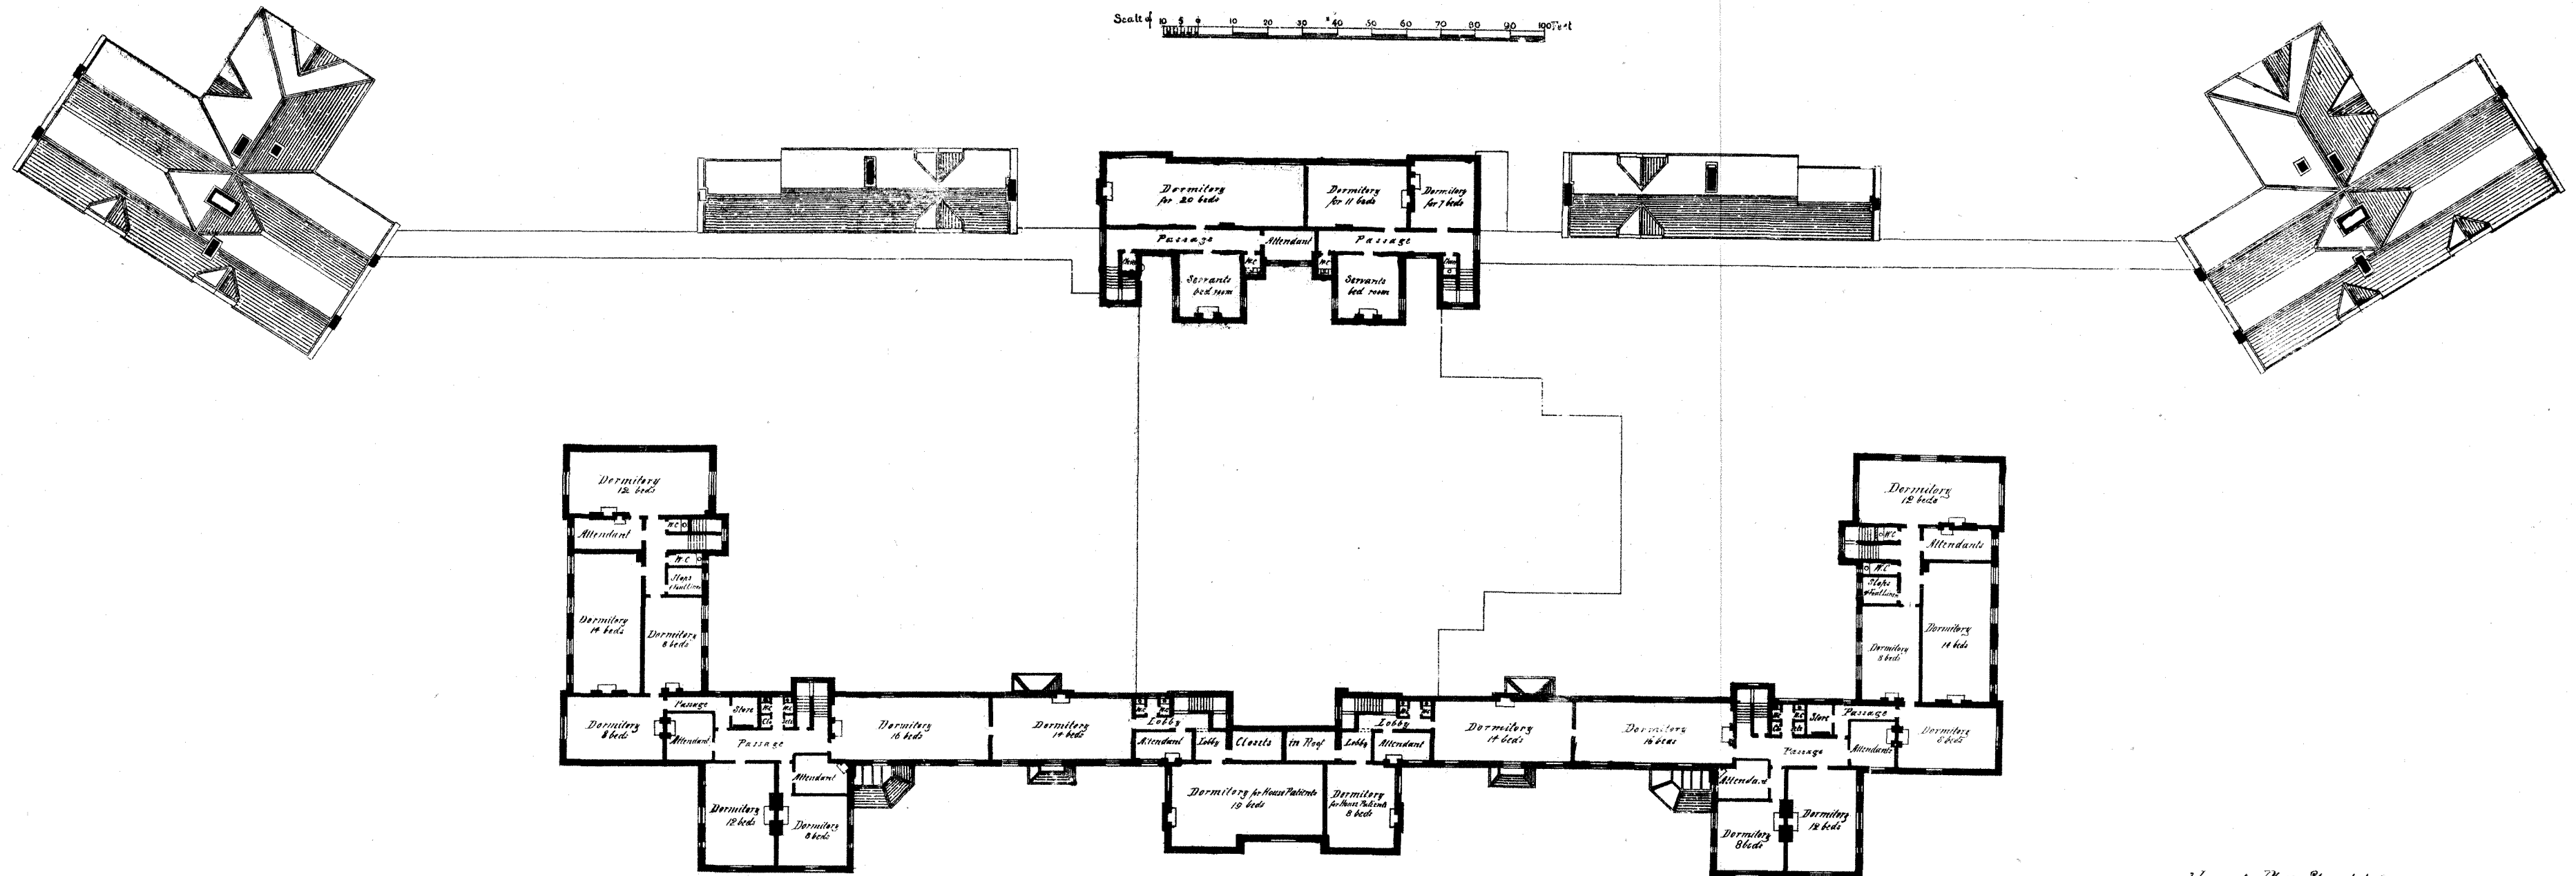 Scale of 10 5 0 10 20 30 40 50 60 70 80 90 100 Feet
Dormitory
for 20 beds
Dormitory
for 11 beds
Dormitory
for 7 beds
Passage
Attendant
Passage
W.C
W.C
Servants
bed room
Servants
bed room
Dormitory
12 beds
Attendant
W.C
W.C
Slops
& Foul Linen
Dormitory
14 beds
Dormitory
8 beds
Dormitory
12 beds
W.C
Attendants
W.C
Slops
& Foul Linen
Dormitory
8 beds
Dormitory
14 beds
Passage
Store
W.C
W.C
Dormitory
8 beds
Attendant
Passage
Dormitory
16 beds
Dormitory
14 beds
W.C
W.C
Lobby
Attendant
Lobby
Closets
in Roof
Lobby
Attendant
Lobby
Dormitory
14 beds
Dormitory
16 beds
Store
Passage
Passage
Attendants
Dormitory
8 beds
Attendant
Dormitory
12 beds
Dormitory
8 beds
Dormitory for House Patients
19 beds
Dormitory
for House Patients
8 beds
Attendant
Dormitory
8 beds
Dormitory
12 beds